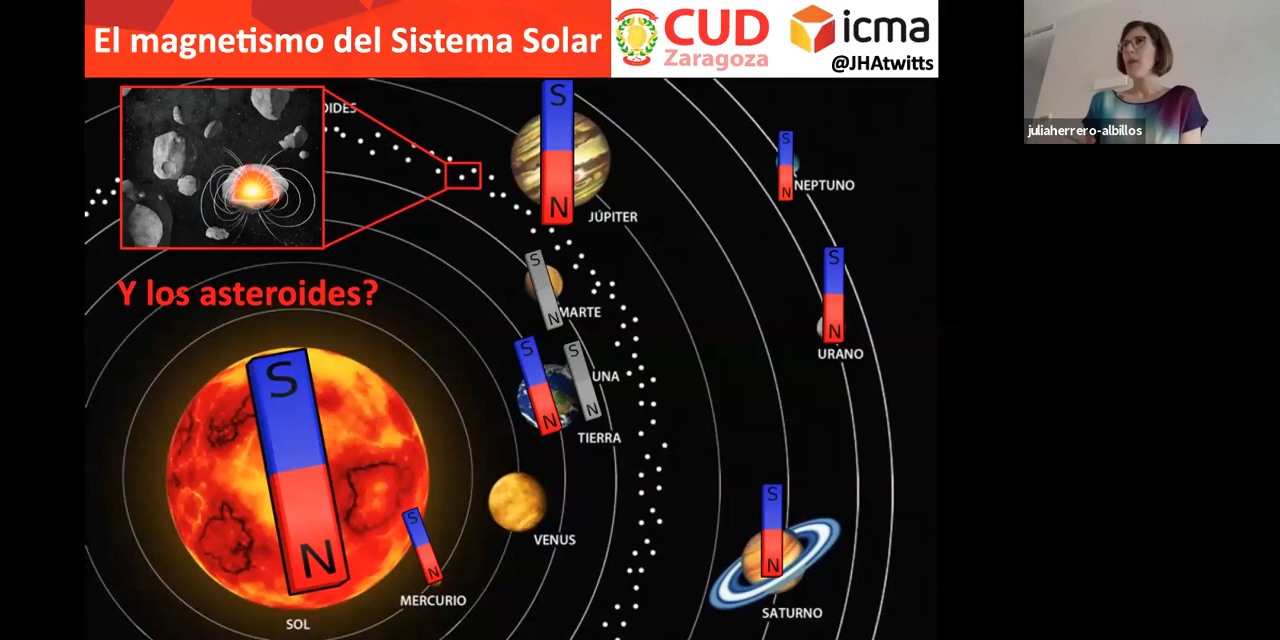 El magnetismo del Sistema Solar
CUD
Zaragoza
icma
@JHAtwitts
juliaherrero-albillos
OIDES
S
N
JÚPITER
S
N
NEPTUNO
Y los asteroides?
S
N
MARTE
S
N
URANO
S
N
S
N
UNA
TIERRA
S
N
SOL
S
N
MERCURIO
VENUS
S
N
SATURNO